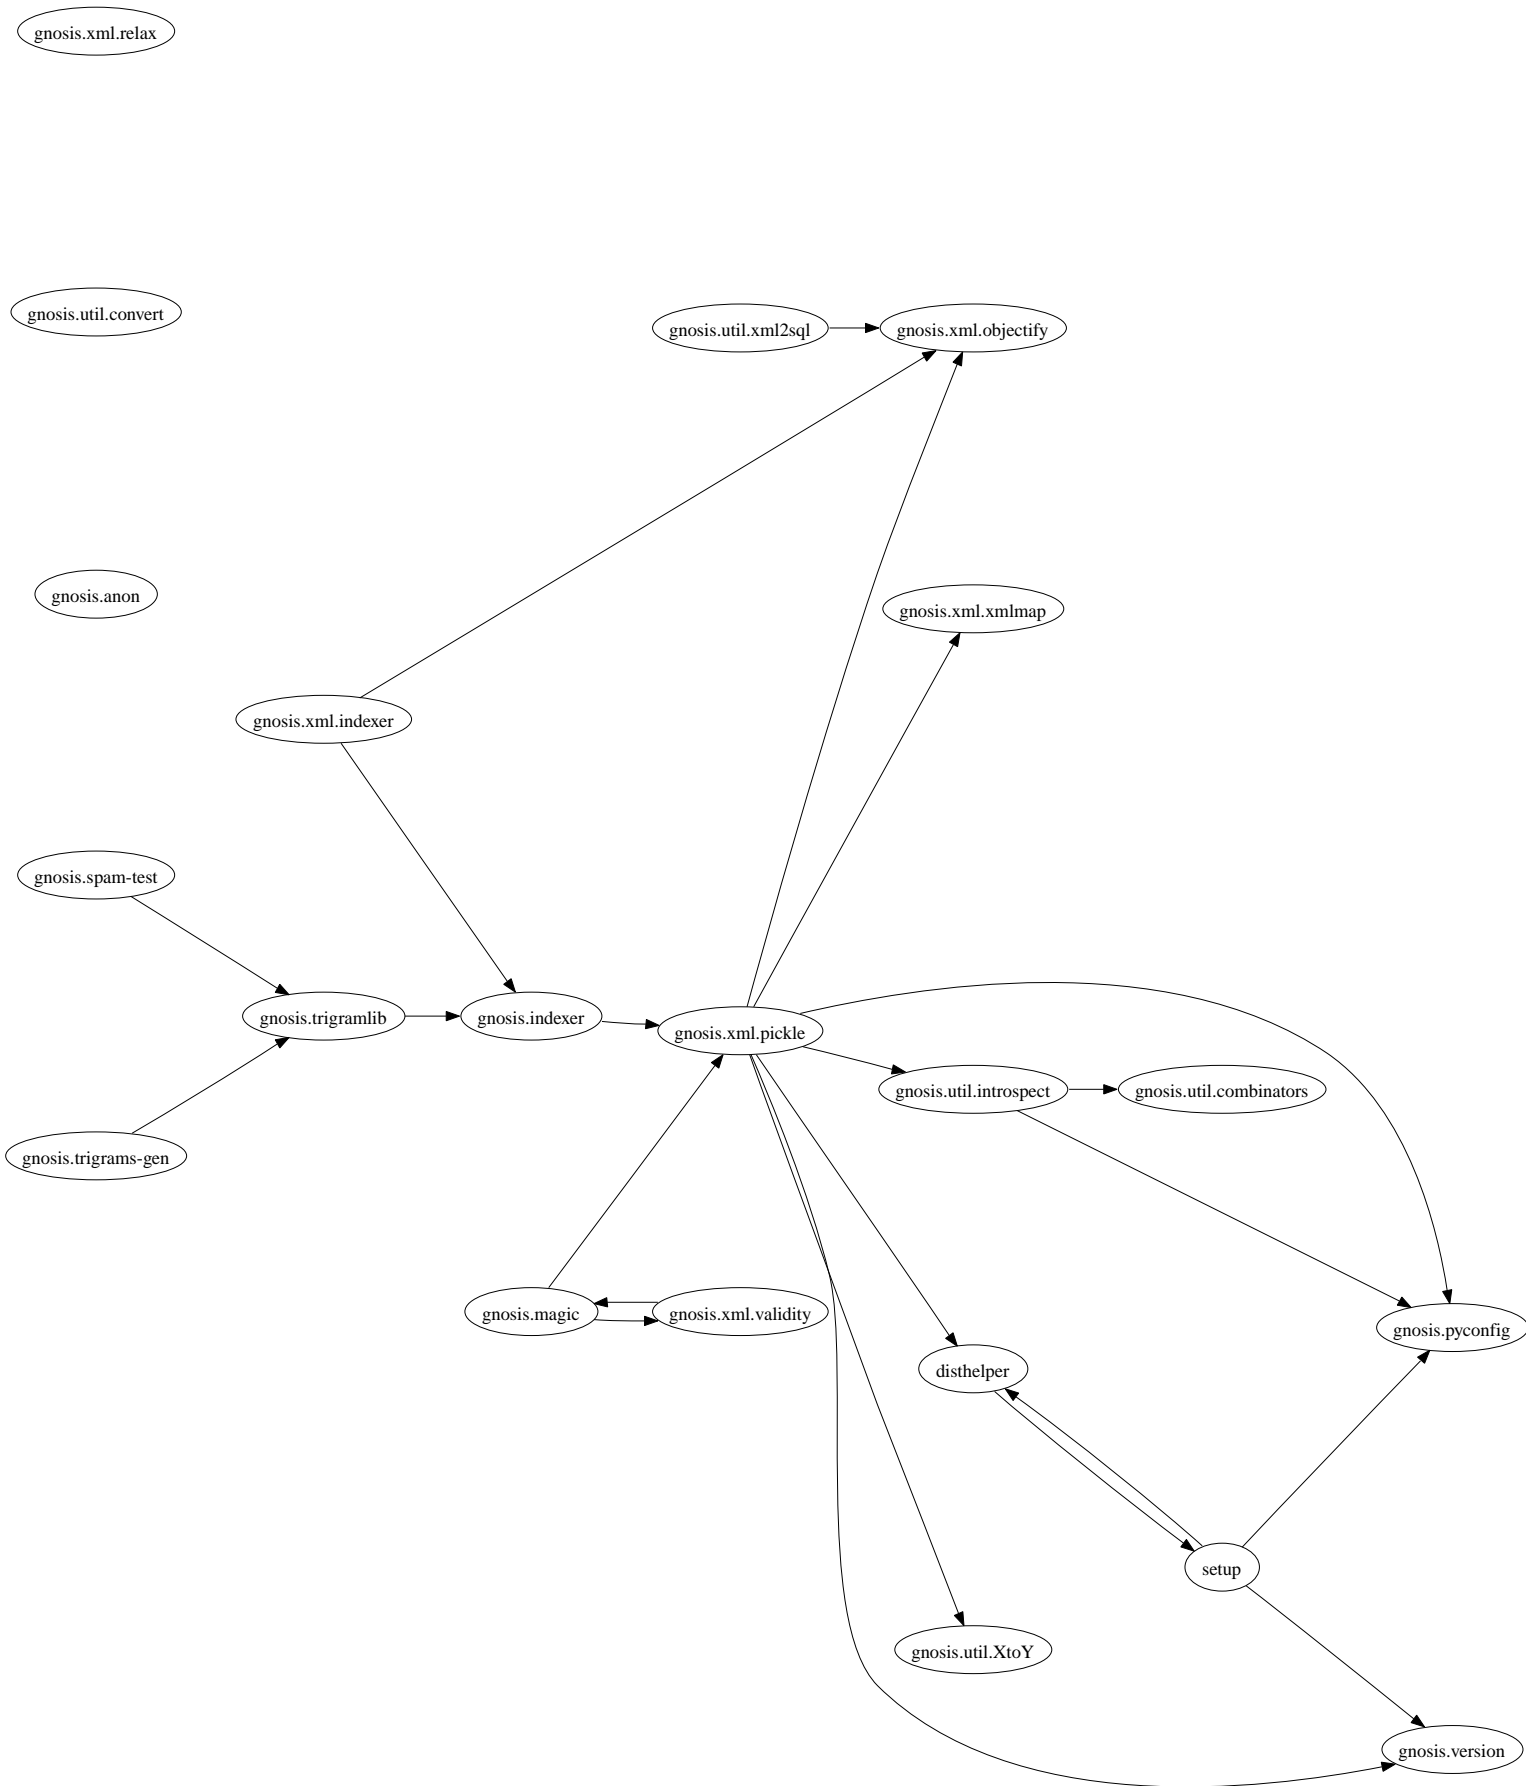 gnosis.xml.relax
gnosis.util.convert
gnosis.util.xml2sql
gnosis.xml.objectify
gnosis.anon
gnosis.xml.xmlmap
gnosis.xml.indexer
gnosis.spam-test
gnosis.trigramlib
gnosis.indexer
gnosis.xml.pickle
gnosis.util.introspect
gnosis.util.combinators
gnosis.trigrams-gen
gnosis.magic
gnosis.xml.validity
gnosis.pyconfig
disthelper
setup
gnosis.util.XtoY
gnosis.version